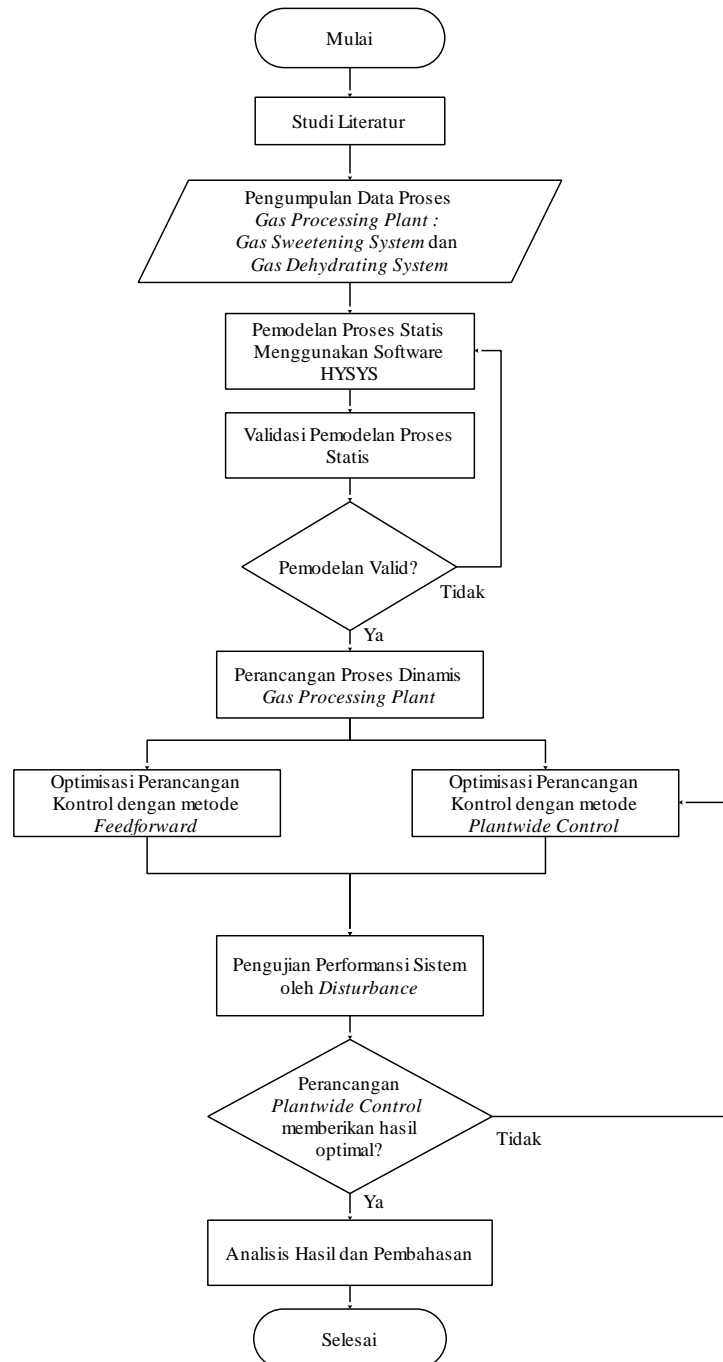 Mulai
Studi Literatur
Pengumpulan Data Proses
Gas Processing Plant :
Gas Sweetening System dan
Gas Dehydrating System
Pemodelan Proses Statis
Menggunakan Software
HYSYS
Validasi Pemodelan Proses
Statis
Pemodelan Valid?
Tidak
Ya
Perancangan Proses Dinamis
Gas Processing Plant
Optimisasi Perancangan
Kontrol dengan metode
Feedforward
Optimisasi Perancangan
Kontrol dengan metode
Plantwide Control
Pengujian Performansi Sistem
oleh Disturbance
Perancangan
Plantwide Control
memberikan hasil
optimal?
Tidak
Ya
Analisis Hasil dan Pembahasan
Selesai